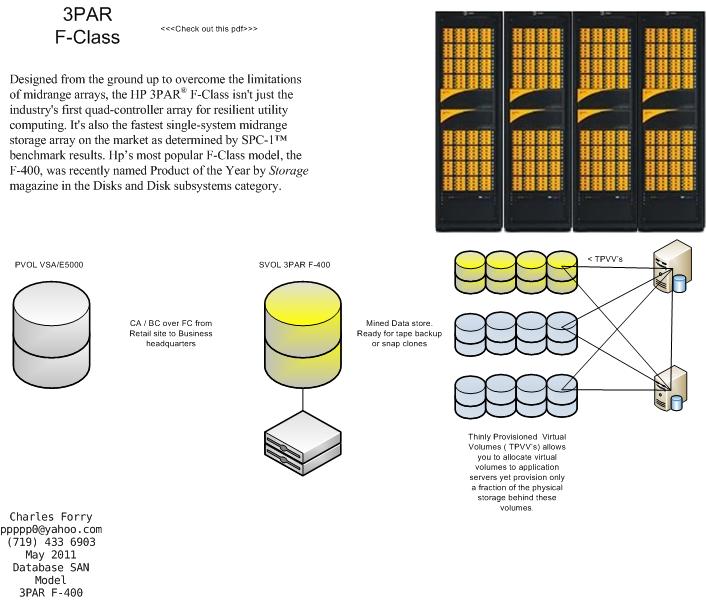 3PAR
F-Class
<<<Check out this pdf>>>
Designed from the ground up to overcome the limitations
of midrange arrays, the HP 3PAR® F-Class isn't just the
industry's first quad-controller array for resilient utility
computing. It's also the fastest single-system midrange
storage array on the market as determined by SPC-1™
benchmark results. Hp's most popular F-Class model, the
F-400, was recently named Product of the Year by Storage
magazine in the Disks and Disk subsystems category.
PVOL VSA/E5000
CA / BC over FC from
Retail site to Business
headquarters
SVOL 3PAR F-400
Mined Data store.
Ready for tape backup
or snap clones
< TPVV`s
Thinly Provisioned Virtual
Volumes ( TPVV`s) allows
you to allocate virtual
volumes to application
servers yet provision only
a fraction of the physical
storage behind these
volumes.
Charles Forry
ppppp0@yahoo.com
(719) 433 6903
May 2011
Database SAN
Model
3PAR F-400